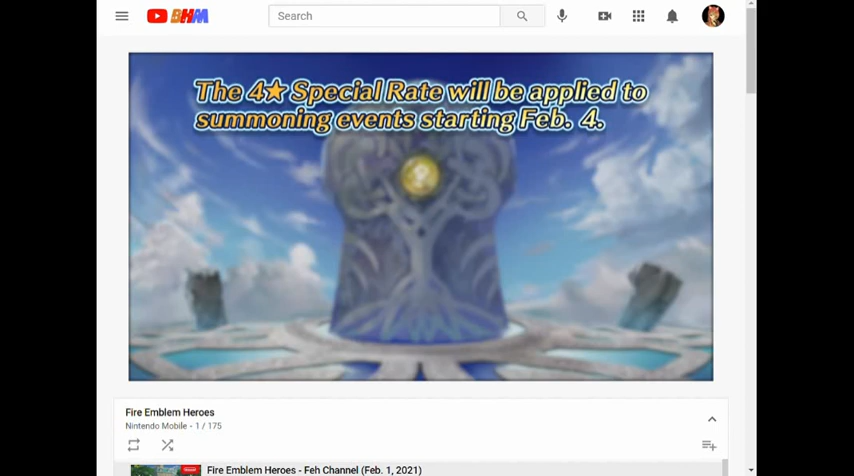 BHM
Search
The 4★ Special Rate will be applied to
summoning events starting Feb. 4.
Fire Emblem Heroes
Nintendo Mobile - 1 / 175
Fire Emblem Heroes - Feh Channel (Feb. 1, 2021)